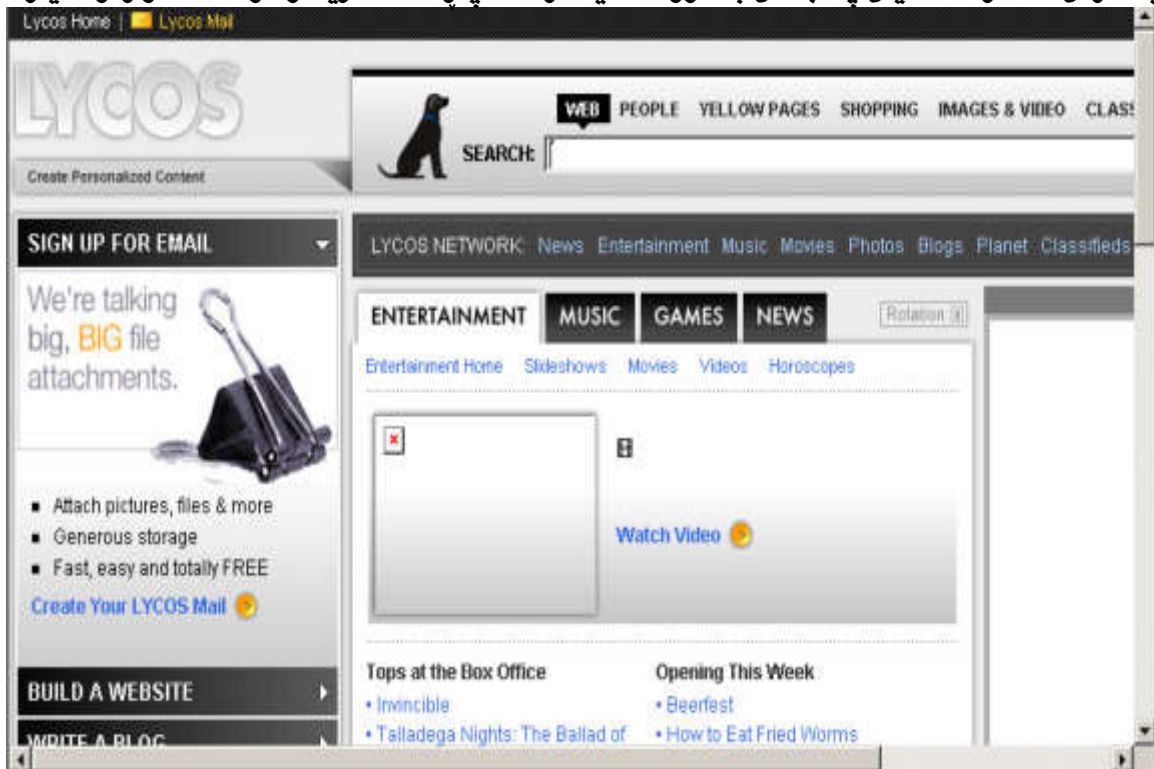 Lycos Home | Lycos Mail
LYCOS
Create Personalized Content
WEB PEOPLE YELLOW PAGES SHOPPING IMAGES & VIDEO
SEARCH:
SIGN UP FOR EMAIL
We're talking
big, BIG file
attachments.
Attach pictures, files & more
Generous storage
Fast, easy and totally FREE
Create Your LYCOS Mail
BUILD A WEBSITE
WRITE A BLOG
LYCOS NETWORK: News Entertainment Music Movies Photos Blogs Planet Classifieds
ENTERTAINMENT MUSIC GAMES NEWS
Rotation
Entertainment Home Slideshows Movies Videos Horoscopes
Watch Video
Tops at the Box Office
• Invincible
• Talladega Nights: The Ballad of
Opening This Week
• Beerfest
• How to Eat Fried Worms